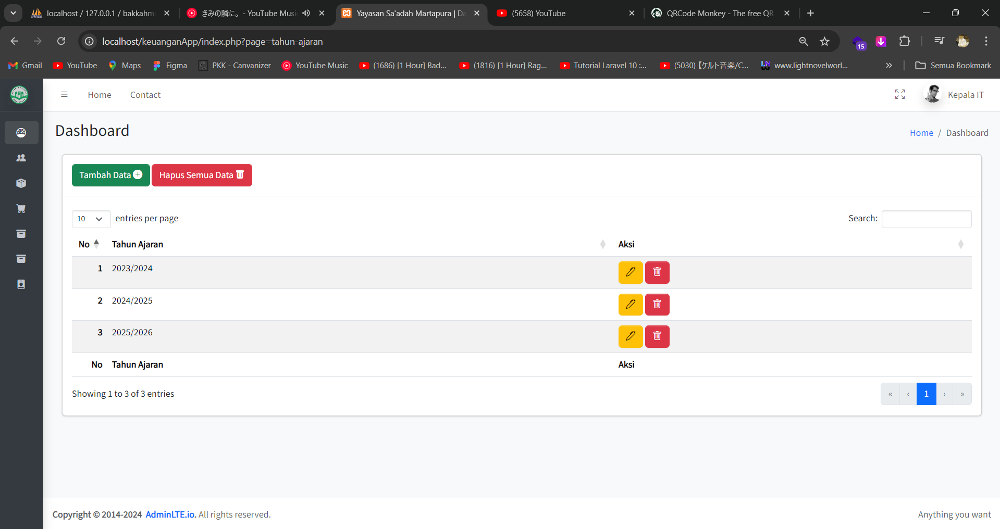 localhost / 127.0.0.1 / bakkahm
きみの隣に。 - YouTube Musi
Yayasan Sa'adah Martapura | Da
(5658) YouTube
QRCode Monkey - The free QR
localhost/keuanganApp/index.php?page=tahun-ajaran
15
Gmail
YouTube
Maps
Figma
PKK - Canvanizer
YouTube Music
(1686) [1 Hour] Bad...
(1816) [1 Hour] Rag...
Tutorial Laravel 10 :...
(5030) 【ケルト音楽/C...
www.lightnovelworl...
Semua Bookmark
Home
Contact
Kepala IT
Dashboard
Home / Dashboard
Tambah Data
Hapus Semua Data
10 entries per page
Search:
No Tahun Ajaran Aksi
1 2023/2024
2 2024/2025
3 2025/2026
No Tahun Ajaran Aksi
Showing 1 to 3 of 3 entries
« ‹ 1 › »
Copyright © 2014-2024 AdminLTE.io. All rights reserved.
Anything you want